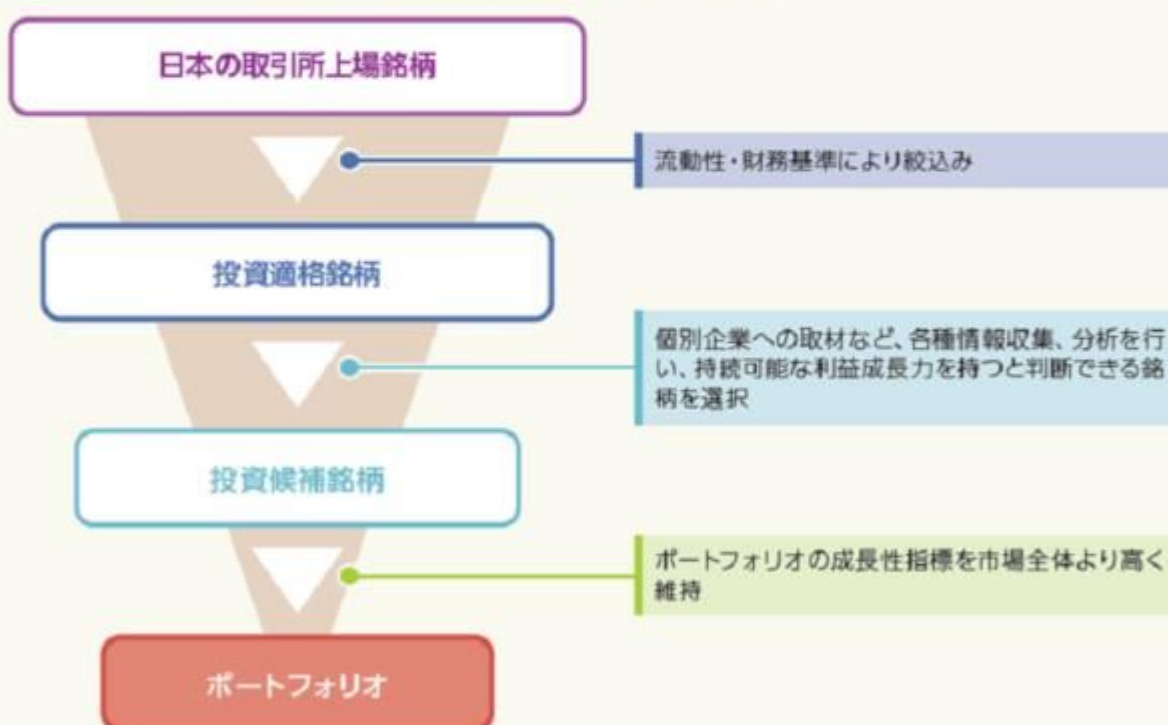 日本の取引所上場銘柄
流動性・財務基準により絞込み
投資適格銘柄
個別企業への取材など、各種情報収集、分析を行
い、持続可能な利益成長力を持つと判断できる銘
柄を選択
投資候補銘柄
ポートフォリオの成長性指標を市場全体より高く
維持
ポートフォリオ